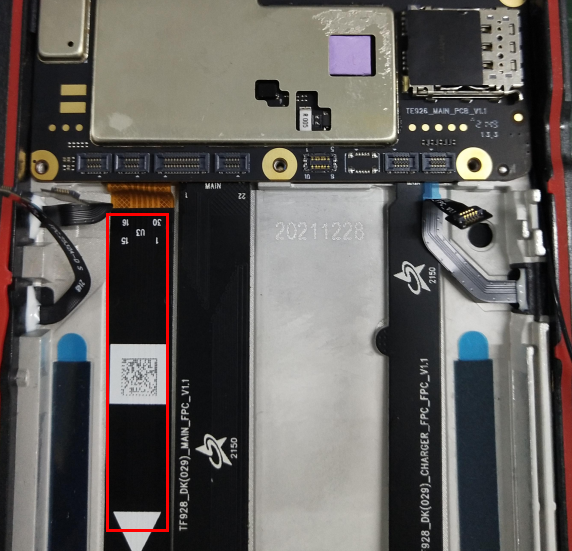 TE926_MAIN_PCB_V1.1
MAIN
1
22
16
30
U3
15
1
20211228
2150
TF928_DK(029)_MAIN_FPC_V1.1
2150
TF928_DK(029)_CHARGER_FPC_FPC_V1.1